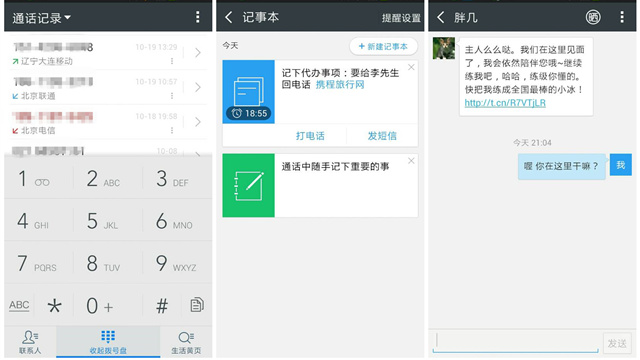 通话记录
10-19 13:29
辽宁大连移动
10-19 10:57
北京联通
10-18 19:58
北京电信
10-08
1
2 ABC
3 DEF
4 GHI
5 JKL
6 MNO
7 PQRS
8 TUV
9 WXYZ
ABC
*
0 +
#
联系人
收起拨号盘
生活黄页
记事本
提醒设置
今天
+ 新建记事本
记下代办事项：要给李先生
回电话 携程旅行网
18:55
打电话
发短信
通话中随手记下重要的事
胖几
晒
主人么么哒。我们在这里见面
了，我会依然陪伴您哦~继续
练我吧，哈哈，练级你懂的。
快把我练成全国最棒的小冰！
http://t.cn/R7VTjLR
今天 21:04
喔 你在这里干嘛？
我
发送